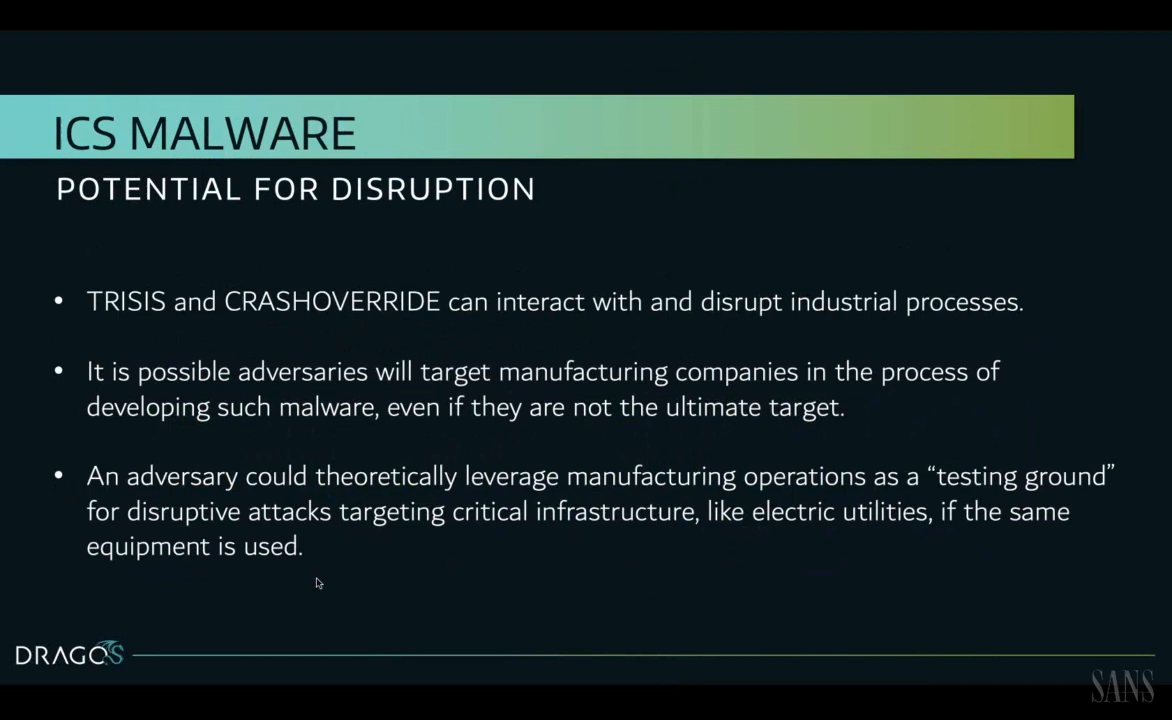 ICS MALWARE
POTENTIAL FOR DISRUPTION
• TRISIS and CRASHOVERRIDE can interact with and disrupt industrial processes.
• It is possible adversaries will target manufacturing companies in the process of
developing such malware, even if they are not the ultimate target.
• An adversary could theoretically leverage manufacturing operations as a “testing ground”
for disruptive attacks targeting critical infrastructure, like electric utilities, if the same
equipment is used.
DRAGOS
SANS